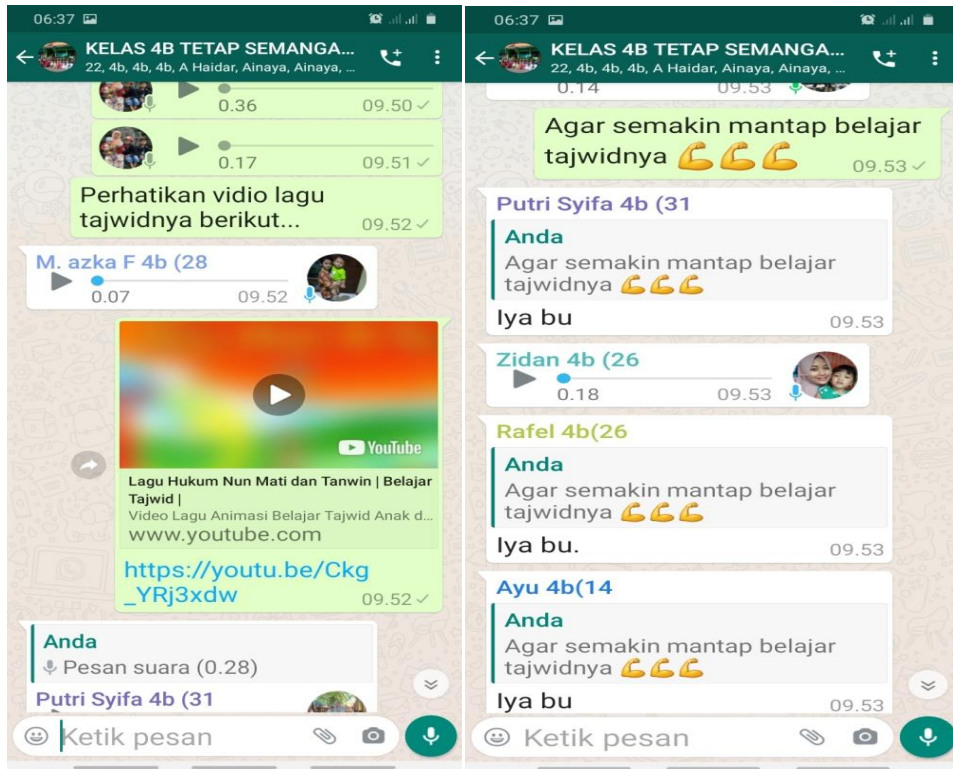 06:37
KELAS 4B TETAP SEMANGA...
22, 4b, 4b, 4b, A Haidar, Ainaya, Ainaya, ...
0.36 09.50
0.17 09.51
Perhatikan vidio lagu
tajwidnya berikut...
09.52
M. azka F 4b (28
0.07 09.52
YouTube
Lagu Hukum Nun Mati dan Tanwin | Belajar
Tajwid |
Video Lagu Animasi Belajar Tajwid Anak d...
www.youtube.com
https://youtu.be/Ckg
_YRj3xdw
09.52
Anda
Pesan suara (0.28)
Putri Syifa 4b (31
Ketik pesan
06:37
KELAS 4B TETAP SEMANGA...
22, 4b, 4b, 4b, A Haidar, Ainaya, Ainaya, ...
0.14 09.53
Agar semakin mantap belajar
tajwidnya 💪💪💪
09.53
Putri Syifa 4b (31
Anda
Agar semakin mantap belajar
tajwidnya 💪💪💪
Iya bu
09.53
Zidan 4b (26
0.18 09.53
Rafel 4b(26
Anda
Agar semakin mantap belajar
tajwidnya 💪💪💪
Iya bu.
09.53
Ayu 4b(14
Anda
Agar semakin mantap belajar
tajwidnya 💪💪💪
Iya bu
09.53
Ketik pesan